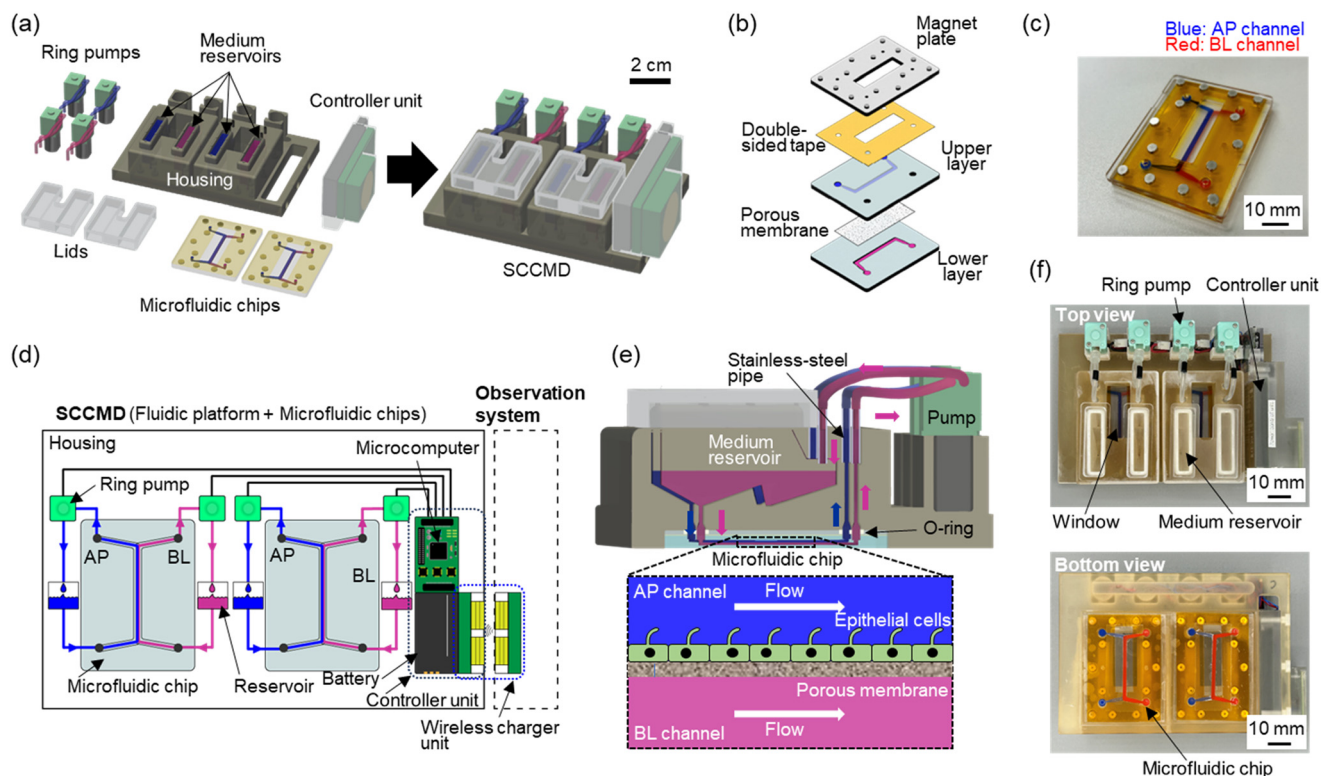 (a)
Ring pumps
Medium
reservoirs
Controller unit
2 cm
Housing
Lids
Microfluidic chips
SCCMD
(b)
Magnet
plate
Double-
sided tape
Upper
layer
Porous
membrane
Lower
layer
(c)
Blue: AP channel
Red: BL channel
10 mm
(d)
SCCMD (Fluidic platform + Microfluidic chips)
Observation
system
Housing
Microcomputer
Ring pump
AP
BL
AP
BL
Microfluidic chip
Reservoir
Battery
Controller unit
Wireless charger
unit
(e)
Stainless-steel
pipe
Pump
Medium
reservoir
O-ring
Microfluidic chip
AP channel
Flow
Epithelial cells
Porous membrane
BL channel
Flow
(f)
Ring pump
Controller unit
Top view
Window
Medium reservoir
10 mm
Bottom view
10 mm
Microfluidic chip